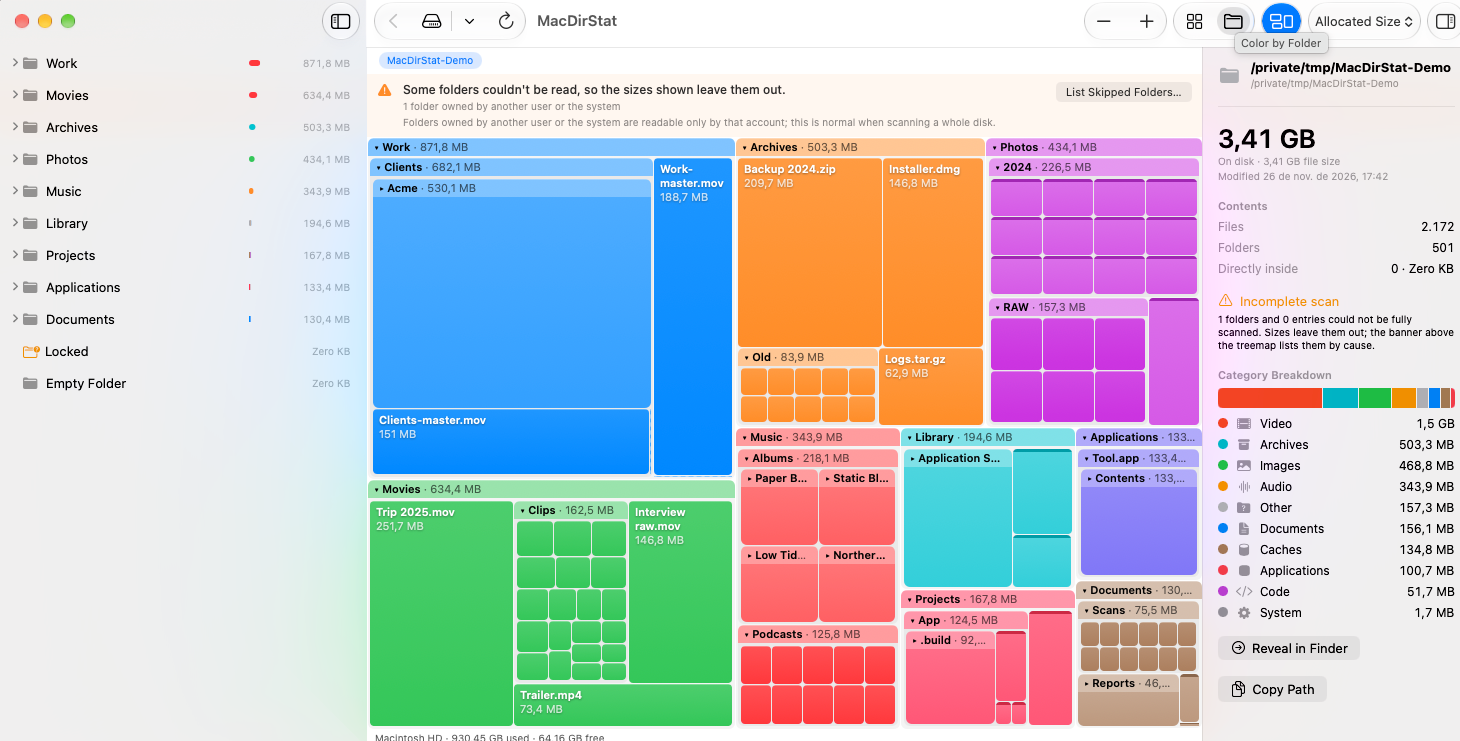 MacDirStat
Allocated Size
Color by Folder
Work 871,8 MB
Movies 634,4 MB
Archives 503,3 MB
Photos 434,1 MB
Music 343,9 MB
Library 194,6 MB
Projects 167,8 MB
Applications 133,4 MB
Documents 130,4 MB
Locked Zero KB
Empty Folder Zero KB
MacDirStat-Demo
Some folders couldn't be read, so the sizes shown leave them out.
1 folder owned by another user or the system
Folders owned by another user or the system are readable only by that account; this is normal when scanning a whole disk.
List Skipped Folders...
Work · 871,8 MB
Clients · 682,1 MB
Acme · 530,1 MB
Work-
master.mov
188,7 MB
Clients-master.mov
151 MB
Movies · 634,4 MB
Trip 2025.mov
251,7 MB
Clips · 162,5 MB
Interview
raw.mov
146,8 MB
Trailer.mp4
73,4 MB
Archives · 503,3 MB
Backup 2024.zip
209,7 MB
Installer.dmg
146,8 MB
Old · 83,9 MB
Logs.tar.gz
62,9 MB
Photos · 434,1 MB
2024 · 226,5 MB
RAW · 157,3 MB
Music · 343,9 MB
Albums · 218,1 MB
Paper B...
Static Bl...
Low Tid...
Norther...
Podcasts · 125,8 MB
Library · 194,6 MB
Application S...
Projects · 167,8 MB
App · 124,5 MB
.build · 92,...
Applications · 133...
Tool.app · 133,4...
Contents · 133,...
Documents · 130,...
Scans · 75,5 MB
Reports · 46,...
Macintosh HD · 930,45 GB used · 64,16 GB free
/private/tmp/MacDirStat-Demo
/private/tmp/MacDirStat-Demo
3,41 GB
On disk · 3,41 GB file size
Modified 26 de nov. de 2026, 17:42
Contents
Files 2.172
Folders 501
Directly inside 0 · Zero KB
Incomplete scan
1 folders and 0 entries could not be fully
scanned. Sizes leave them out; the banner above
the treemap lists them by cause.
Category Breakdown
Video 1,5 GB
Archives 503,3 MB
Images 468,8 MB
Audio 343,9 MB
Other 157,3 MB
Documents 156,1 MB
Caches 134,8 MB
Applications 100,7 MB
Code 51,7 MB
System 1,7 MB
Reveal in Finder
Copy Path